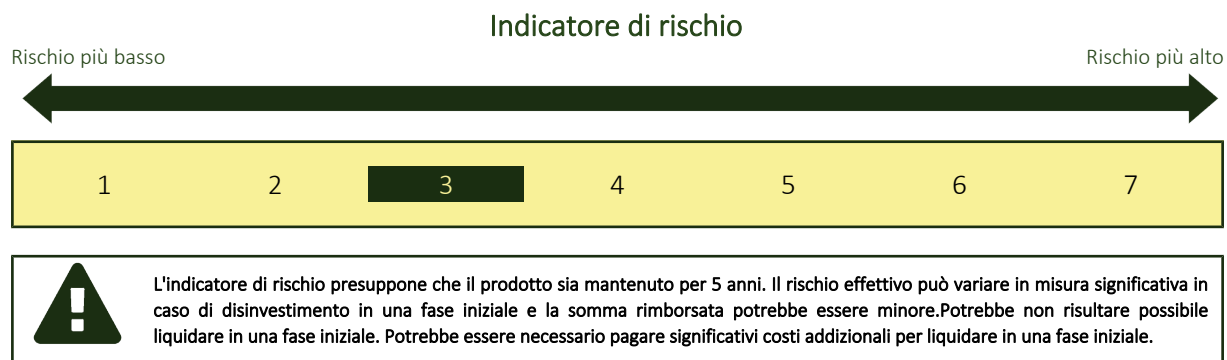 Indicatore di rischio
Rischio più basso
Rischio più alto
1 2 3 4 5 6 7
L'indicatore di rischio presuppone che il prodotto sia mantenuto per 5 anni. Il rischio effettivo può variare in misura significativa in
caso di disinvestimento in una fase iniziale e la somma rimborsata potrebbe essere minore.Potrebbe non risultare possibile
liquidare in una fase iniziale. Potrebbe essere necessario pagare significativi costi addizionali per liquidare in una fase iniziale.